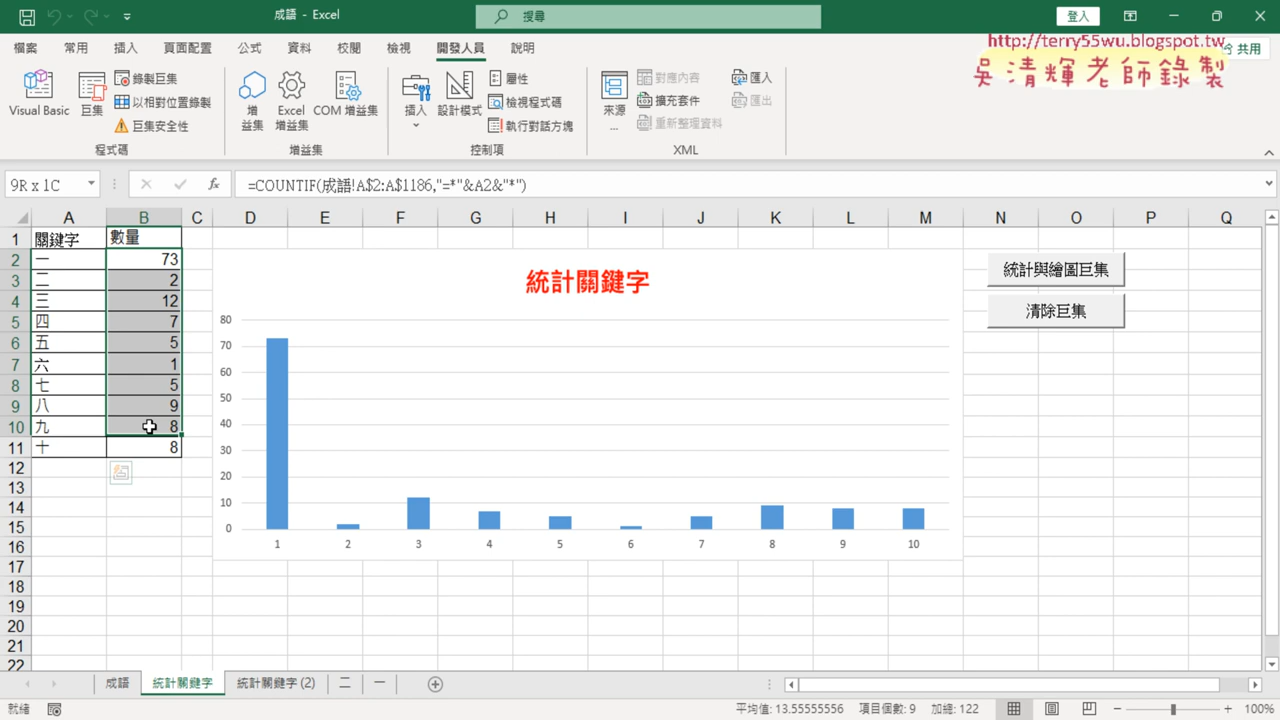 成語 - Excel
搜尋
登入
http://terry55wu.blogspot.tw
吳清輝老師錄製
檔案 常用 插入 頁面配置 公式 資料 校閱 檢視 開發人員 說明
共用
Visual Basic
巨集
錄製巨集
以相對位置錄製
巨集安全性
程式碼
增益集
Excel 增益集
COM 增益集
增益集
插入
設計模式
屬性
檢視程式碼
執行對話方塊
控制項
來源
...
對應內容
擴充套件
重新整理資料
匯入
匯出
XML
9R x 1C
fx
=COUNTIF(成語!A$2:A$1186,"=*"&A2&"*")
A B C D E F G H I J K L M N O P Q
1 關鍵字 數量
2 一 73
3 二 2
4 三 12
5 四 7
6 五 5
7 六 1
8 七 5
9 八 9
10 九 8
11 十 8
12
13
14
15
16
17
18
19
20
21
22
統計關鍵字
80
70
60
50
40
30
20
10
0
1 2 3 4 5 6 7 8 9 10
統計與繪圖巨集
清除巨集
成語 統計關鍵字 統計關鍵字 (2) 二 一
就緒
平均值: 13.55555556 項目個數: 9 加總: 122
100%